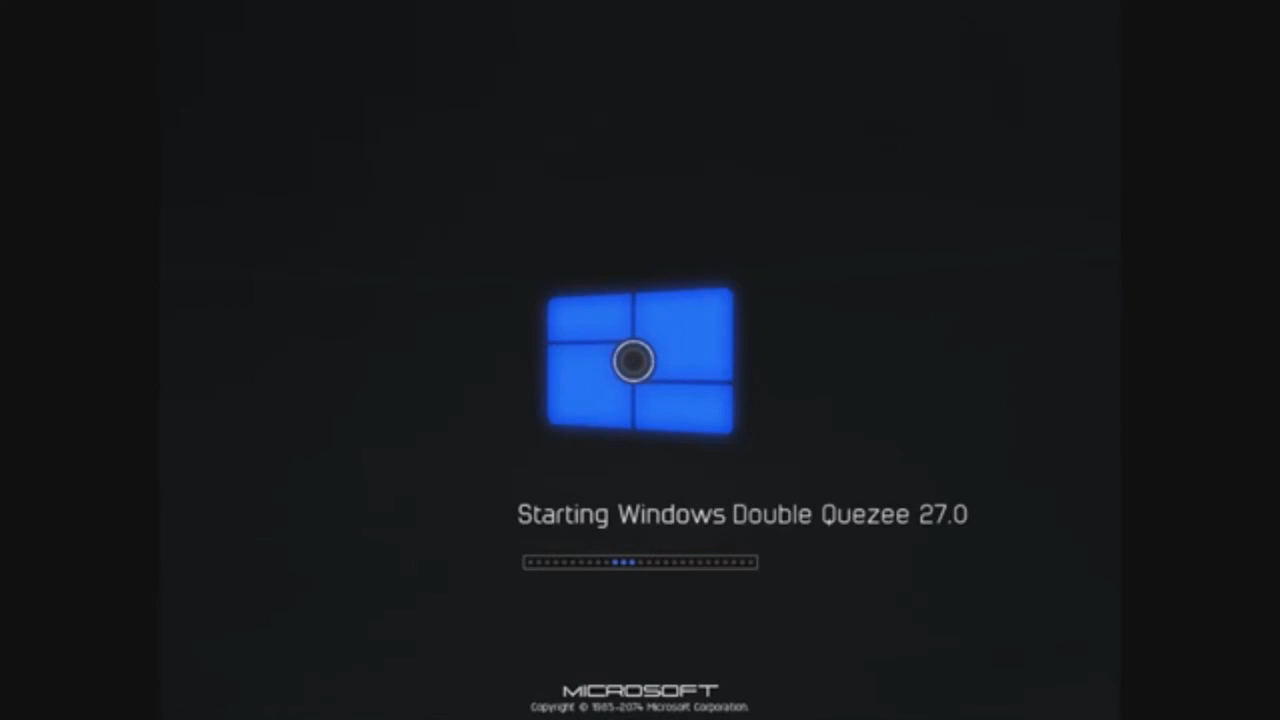 Starting Windows Double Quezee 27.0
MICROSOFT
Copyright © 1985-2074 Microsoft Corporation.